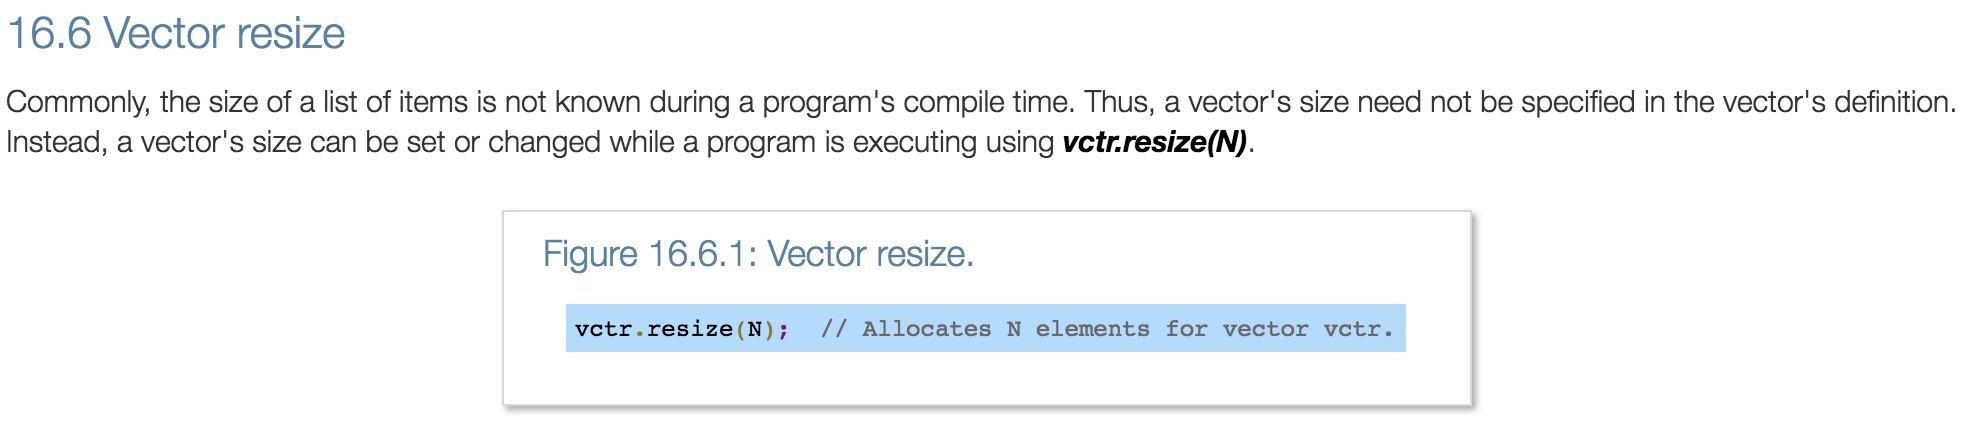 16.6 Vector resize
Commonly, the size of a list of items is not known during a program's compile time. Thus, a vector's size need not be specified in the vector's definition.
Instead, a vector's size can be set or changed while a program is executing using vctr.resize(N).
Figure 16.6.1: Vector resize.
vctr.resize(N);  // Allocates N elements for vector vctr.